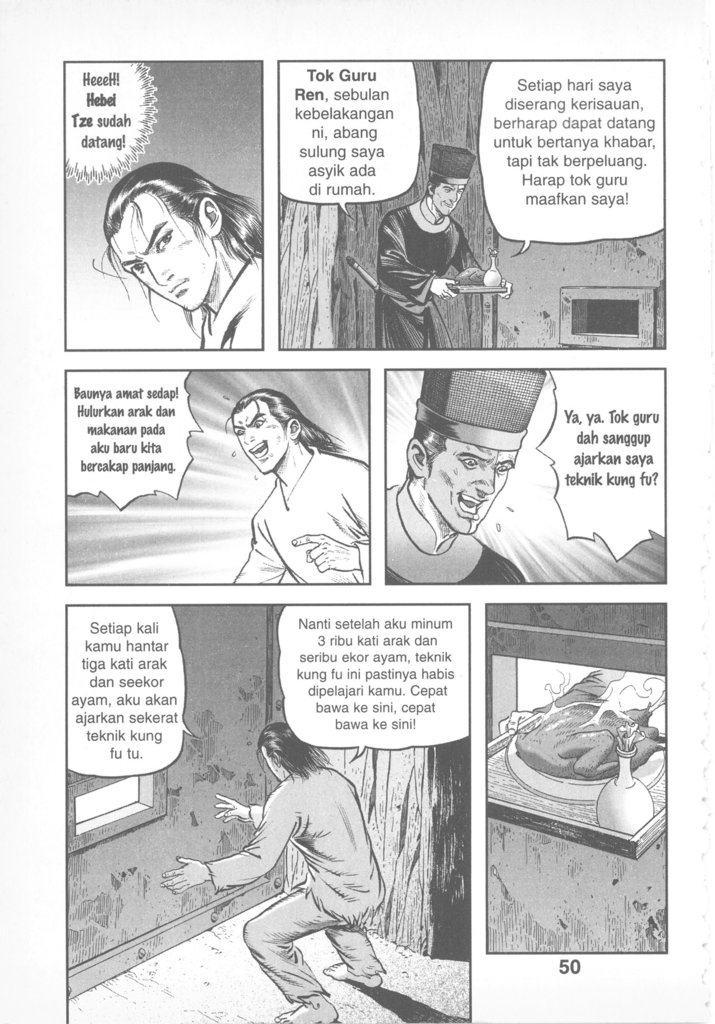 HeeeH!
Hebei
Tze sudah
datang!
Tok Guru
Ren, sebulan
kebelakangan
ni, abang
sulung saya
asyik ada
di rumah.
Setiap hari saya
diserang kerisauan,
berharap dapat datang
untuk bertanya khabar,
tapi tak berpeluang.
Harap tok guru
maafkan saya!
Baunya amat sedap!
Hulurkan arak dan
makanan pada
aku baru kita
bercakap panjang.
Ya, ya. Tok guru
dah sanggup
ajarkan saya
teknik kung fu?
Setiap kali
kamu hantar
tiga kati arak
dan seekor
ayam, aku akan
ajarkan sekerat
teknik kung
fu tu.
Nanti setelah aku minum
3 ribu kati arak dan
seribu ekor ayam, teknik
kung fu ini pastinya habis
dipelajari kamu. Cepat
bawa ke sini, cepat
bawa ke sini!
50